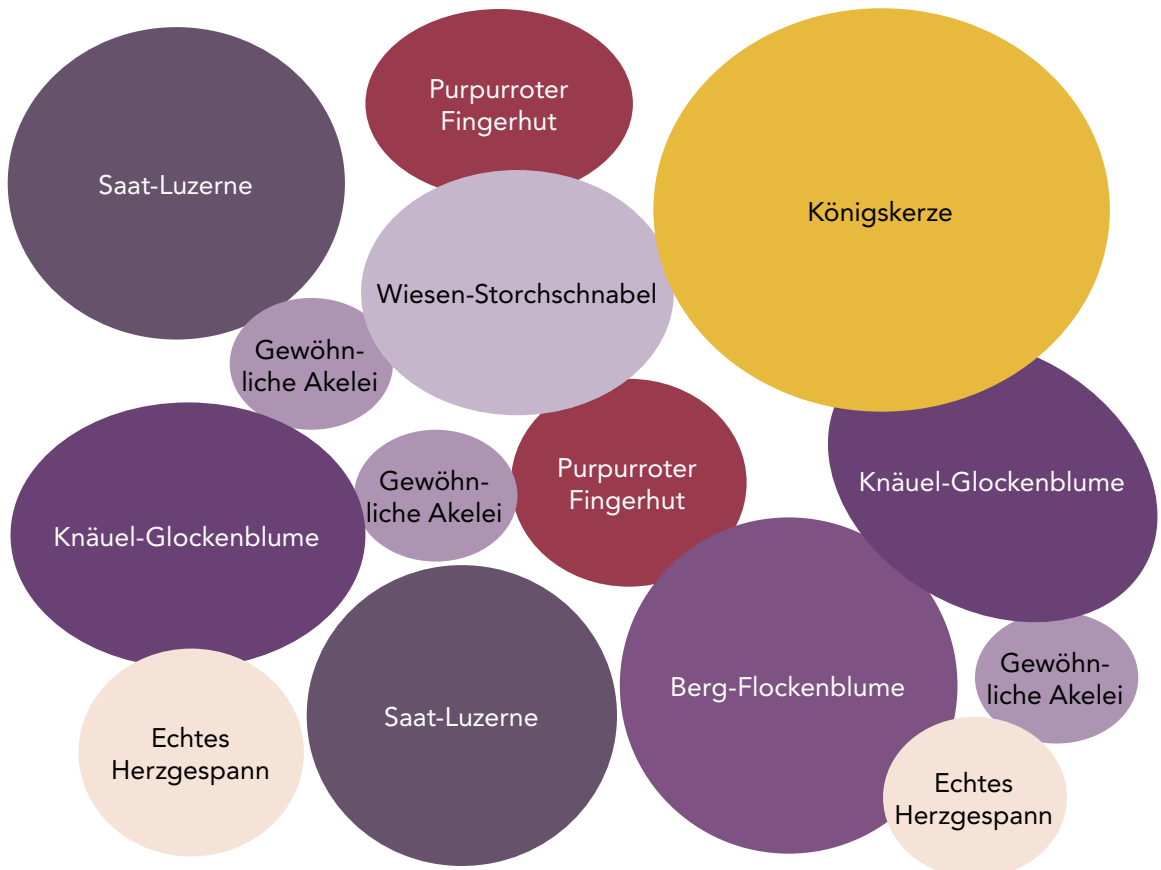 Purpurroter
Fingerhut
Saat-Luzerne
Königskerze
Wiesen-Storchschnabel
Gewöhn-
liche Akelei
Purpurroter
Fingerhut
Knäuel-Glockenblume
Gewöhn-
liche Akelei
Knäuel-Glockenblume
Gewöhn-
liche Akelei
Berg-Flockenblume
Saat-Luzerne
Echtes
Herzgespann
Echtes
Herzgespann